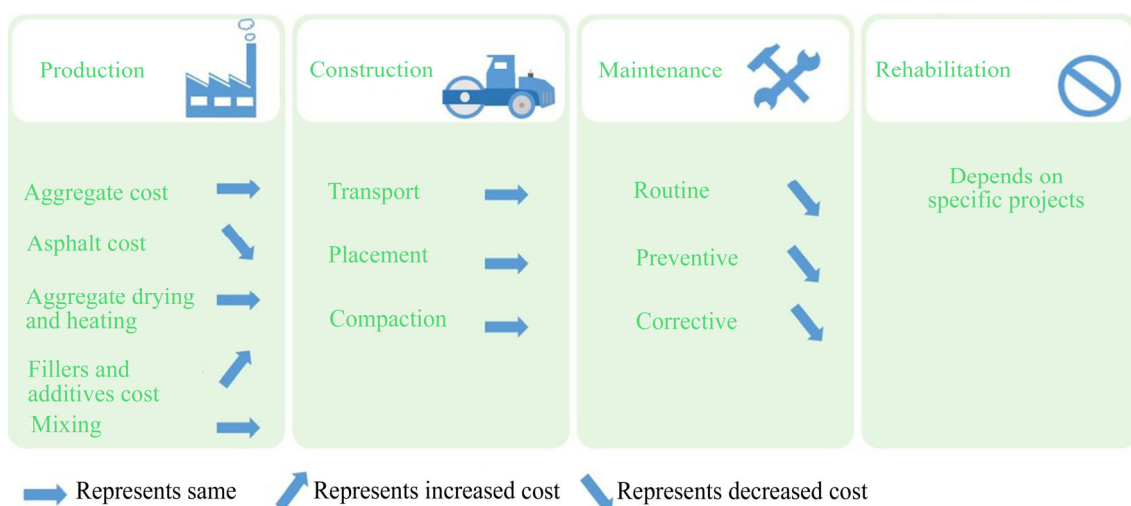 Production
Aggregate cost
Asphalt cost
Aggregate drying
and heating
Fillers and
additives cost
Mixing
Construction
Transport
Placement
Compaction
Maintenance
Routine
Preventive
Corrective
Rehabilitation
Depends on
specific projects
Represents same
Represents increased cost
Represents decreased cost